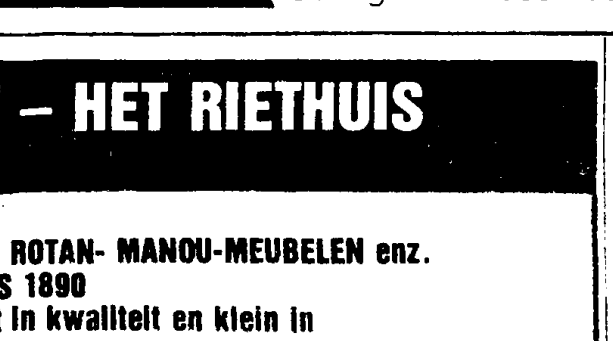 – HET RIETHUIS
ROTAN- MANOU-MEUBELEN enz.
S 1890
in kwaliteit en klein in